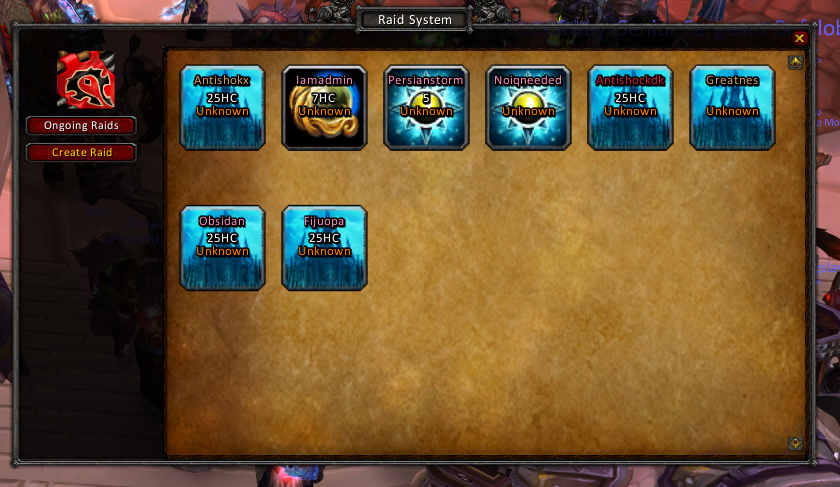 Raid System
Ongoing Raids
Create Raid
Antishokx
25HC
Unknown
Iamadmin
7HC
Unknown
Persianstorm
5
Unknown
Noiqneeded
Unknown
Antishockdk
25HC
Unknown
Greatnes
Unknown
Obsidan
25HC
Unknown
Fijuopa
25HC
Unknown